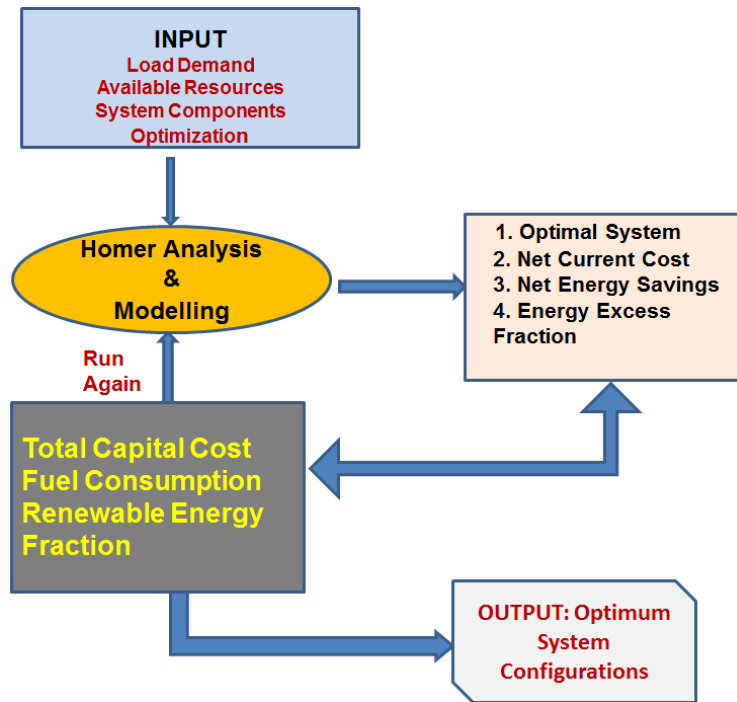 INPUT
Load Demand
Available Resources
System Components
Optimization
Homer Analysis
&
Modelling
1. Optimal System
2. Net Current Cost
3. Net Energy Savings
4. Energy Excess
Fraction
Run
Again
Total Capital Cost
Fuel Consumption
Renewable Energy
Fraction
OUTPUT: Optimum
System
Configurations